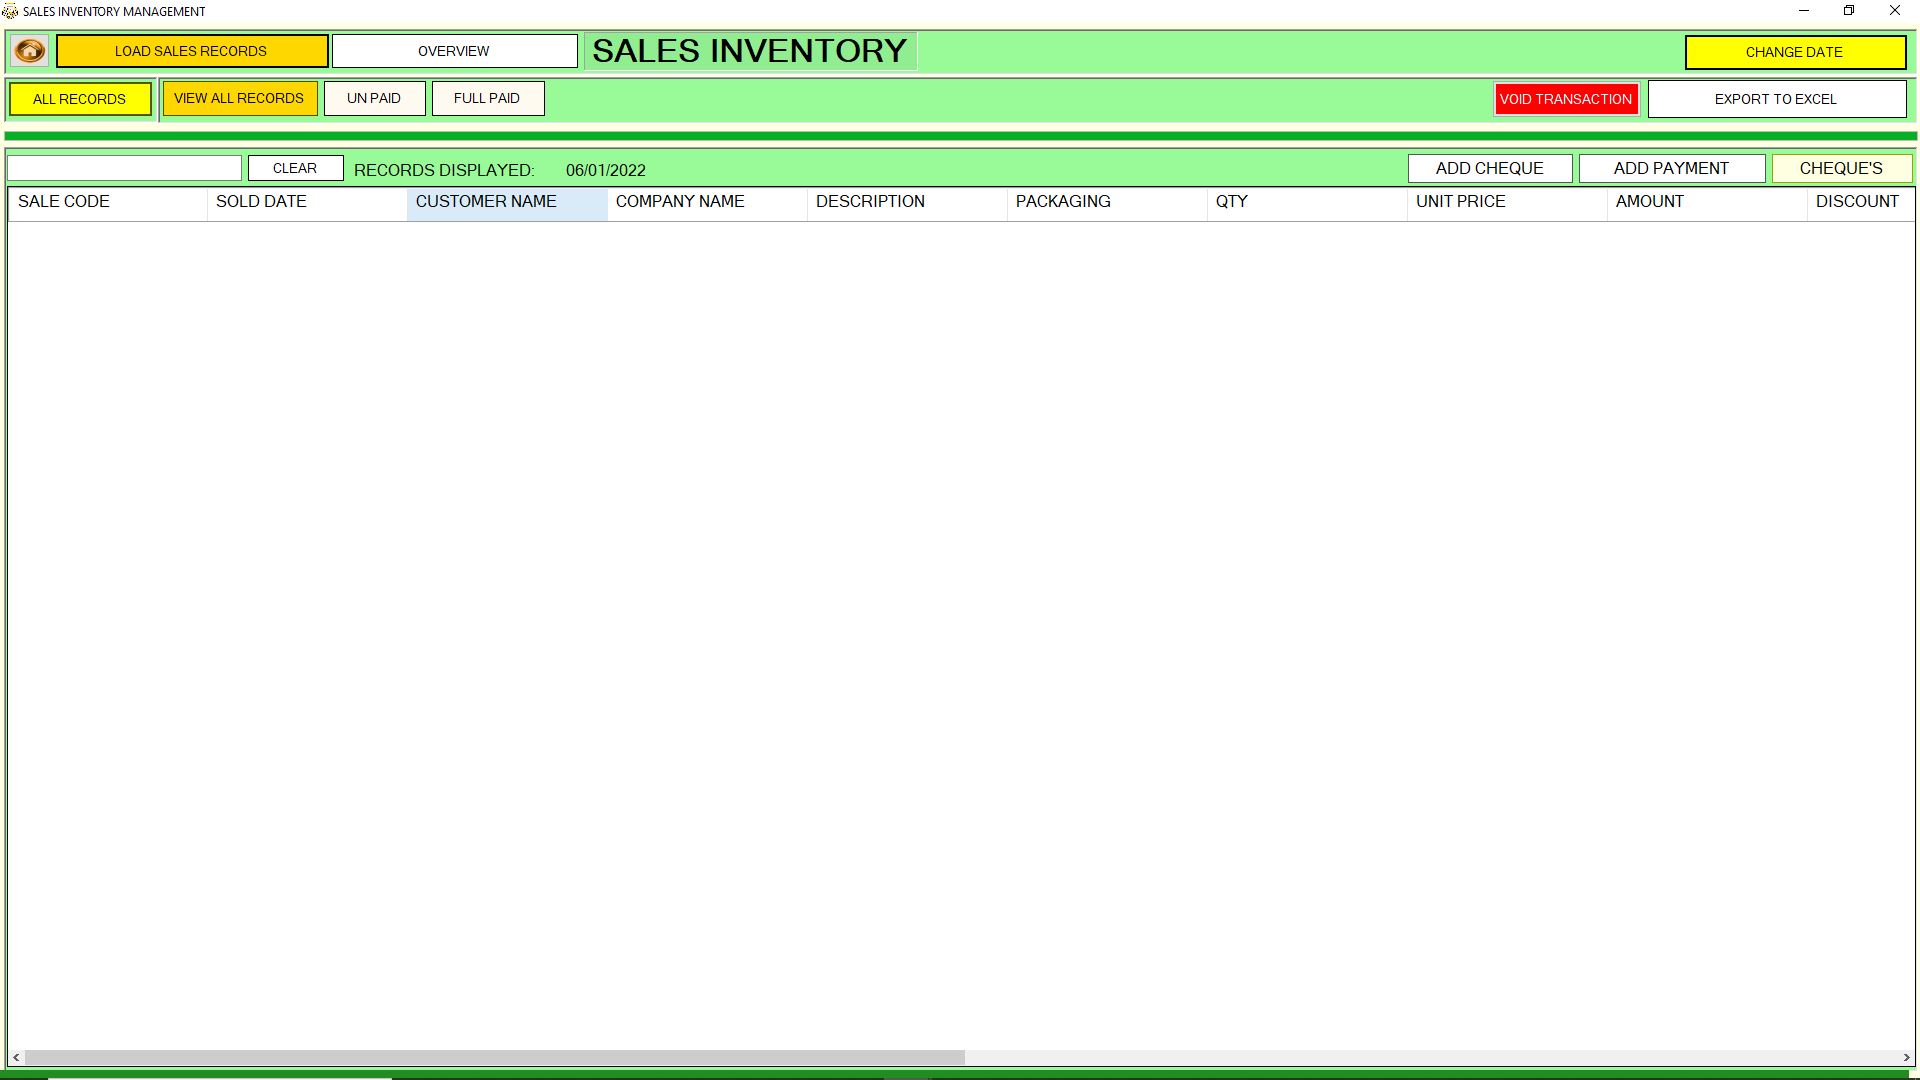 SALES INVENTORY MANAGEMENT
LOAD SALES RECORDS OVERVIEW SALES INVENTORY CHANGE DATE
ALL RECORDS VIEW ALL RECORDS UN PAID FULL PAID VOID TRANSACTION EXPORT TO EXCEL
CLEAR RECORDS DISPLAYED: 06/01/2022 ADD CHEQUE ADD PAYMENT CHEQUE'S
SALE CODE SOLD DATE CUSTOMER NAME COMPANY NAME DESCRIPTION PACKAGING QTY UNIT PRICE AMOUNT DISCOUNT